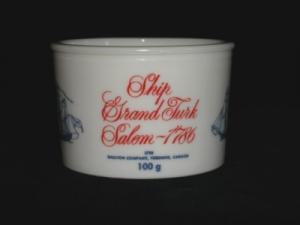 Ship
Grand Turk
Salem-1786
100 g